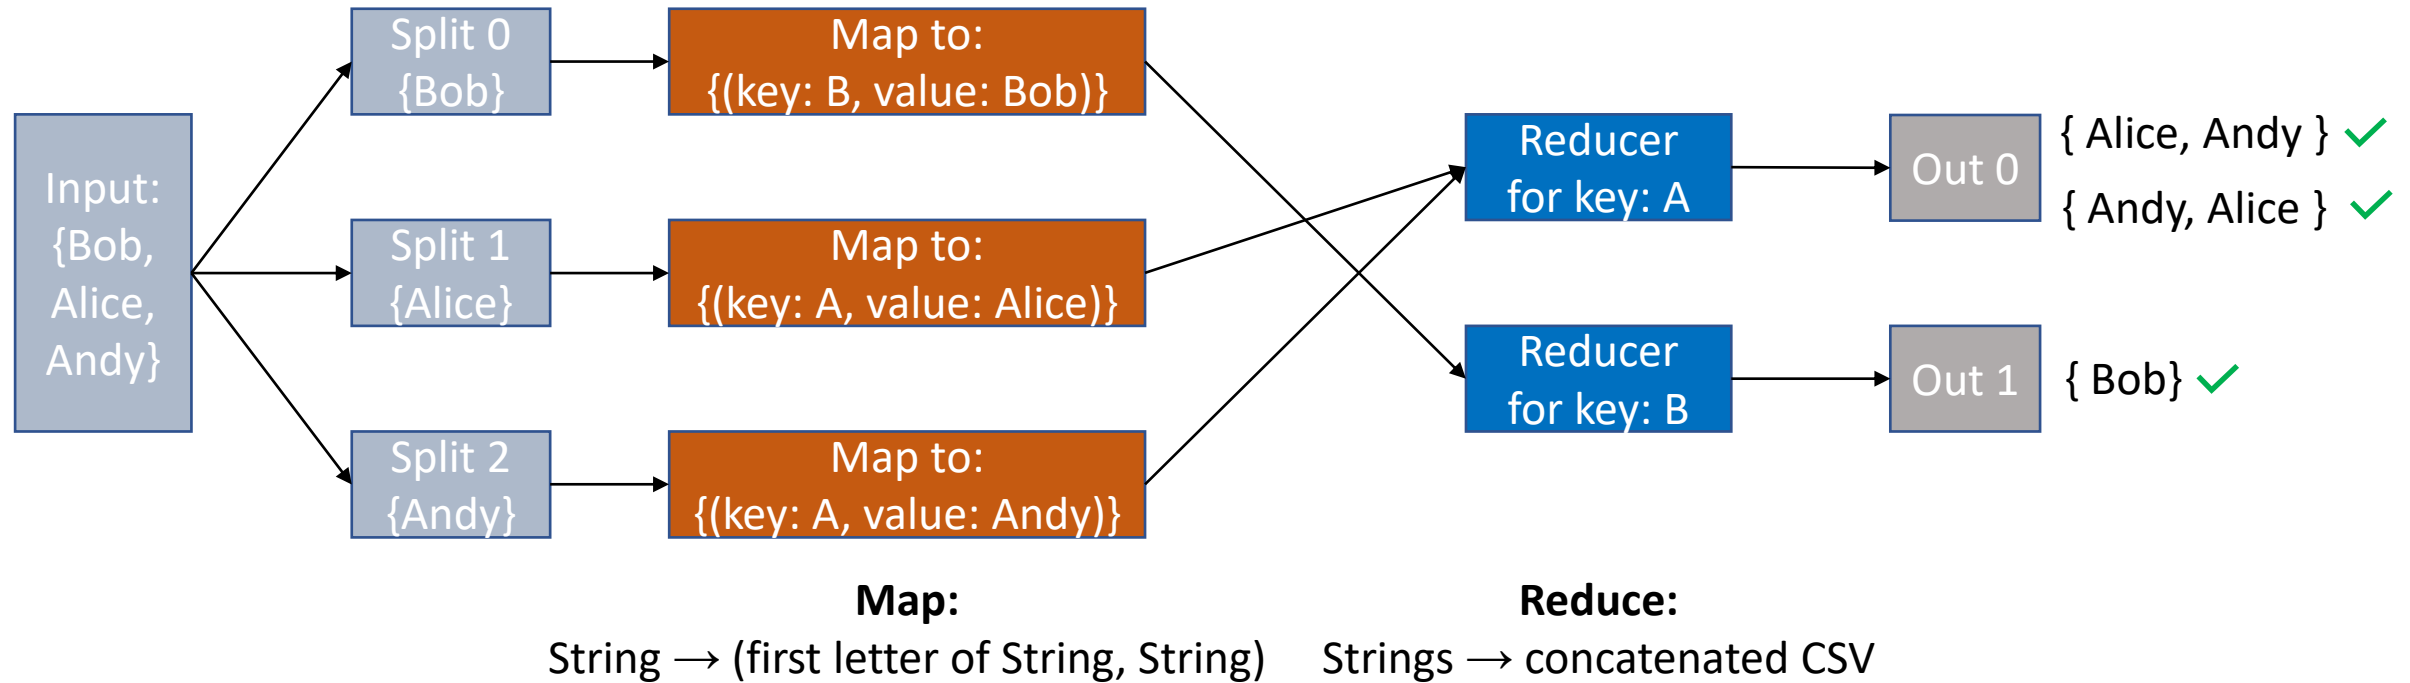 Input:
{Bob,
Alice,
Andy}
Split 0
{Bob}
Split 1
{Alice}
Split 2
{Andy}
Map to:
{(key: B, value: Bob)}
Map to:
{(key: A, value: Alice)}
Map to:
{(key: A, value: Andy)}
Reducer
for key: A
Reducer
for key: B
Out 0
{ Alice, Andy } ✓
{ Andy, Alice } ✓
Out 1
{ Bob} ✓
Map:
String → (first letter of String, String)
Reduce:
Strings → concatenated CSV